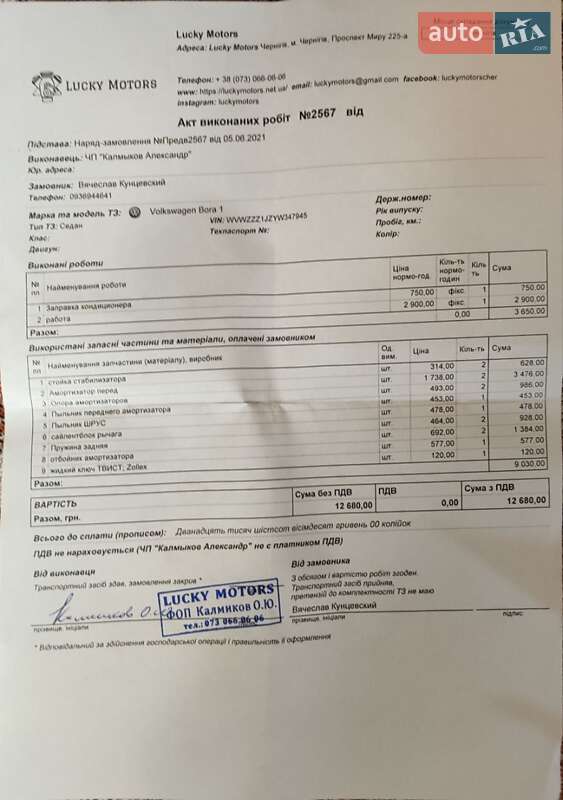 Місце складання
auto RIA .com
Lucky Motors
Адреса: Lucky Motors Чернігів, м. Чернігів, Проспект Миру 225-а
LUCKY MOTORS
Телефон: + 38 (073) 066-06-06
www: https://luckymotors.net.ua/ email: luckymotors@gmail.com facebook: luckymotorscher
instagram: luckymotors
Акт виконаних робіт №2567 від
Підстава: Наряд-замовлення №Предв2567 від 05.06.2021
Виконавець: ЧП "Калмыков Александр"
Юр. адреса:
Замовник: Вячеслав Кунцевский
Телефон: 0936944641
Марка та модель ТЗ: Volkswagen Bora 1
Тип ТЗ: Седан
Клас:
Двигун:
VIN: WVWZZZ1JZYW347945
Техпаспорт №:
Держ.номер:
Рік випуску:
Пробіг, км.:
Колір:
Виконані роботи
№ пп Найменування роботи Ціна нормо-год. Кіль-ть нормо-годин Кіль ть Сума
1 Заправка кондиционера 750,00 фікс. 1 750,00
2 работа 2 900,00 фікс. 1 2 900,00
Разом: 0,00 3 650,00
Використані запасні частини та матеріали, оплачені замовником
№ пп Найменування запчастини (матеріалу), виробник Од. вим. Ціна Кіль-ть Сума
1 стойка стабилизатора шт. 314,00 2 628,00
2 Амортизатор перед шт. 1 738,00 2 3 476,00
3 Опора амортизаторов шт. 493,00 2 986,00
4 Пыльник переднего амортизатора шт. 453,00 1 453,00
5 Пыльник ШРУС шт. 478,00 1 478,00
6 сайлентблок рычага шт. 464,00 2 928,00
7 Пружина задняя шт. 692,00 2 1 384,00
8 отбойник амортизатора шт. 577,00 1 577,00
9 жидкий ключ ТВИСТ; Zollex шт. 120,00 1 120,00
Разом: 9 030,00
ВАРТІСТЬ Сума без ПДВ ПДВ Сума з ПДВ
Разом, грн. 12 680,00 0,00 12 680,00
Всього до сплати (прописом): Дванадцять тисяч шістсот вісімдесят гривень 00 копійок
ПДВ не нараховується (ЧП "Калмыков Александр" не є платником ПДВ)
Від виконавця
Транспортний засіб здав, замовлення закрив *
прізвище, ініціали
LUCKY MOTORS
ФОП Калмиков О.Ю.
тел.: 073 066-06-06
Від замовника
З обсягом і вартістю робіт згоден.
Транспортний засіб прийняв,
претензій до комплектності ТЗ не маю
Вячеслав Кунцевский
прізвище, ініціали підпис
* Відповідальний за здійснення господарської операції і правильність її оформлення